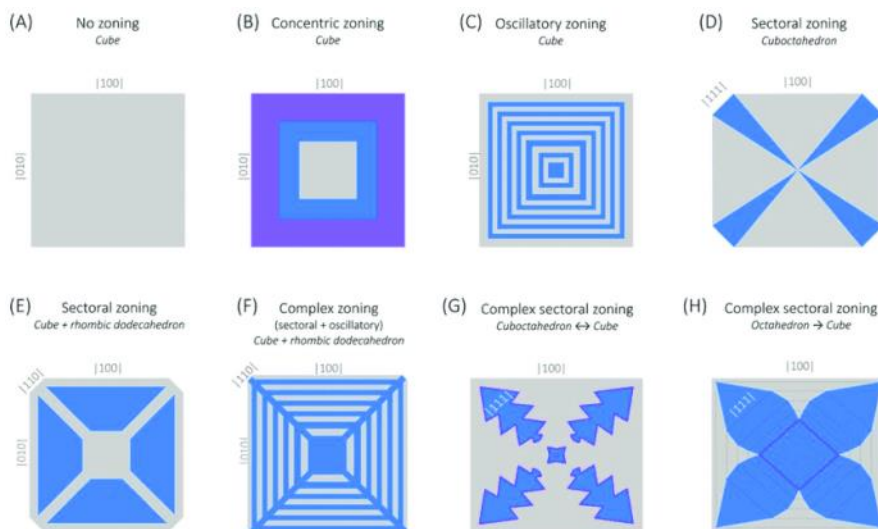 (A)
No zoning
Cube
|100|
|010|
(B)
Concentric zoning
Cube
|100|
|010|
(C)
Oscillatory zoning
Cube
|100|
|010|
(D)
Sectoral zoning
Cuboctahedron
|100|
|111|
(E)
Sectoral zoning
Cube + rhombic dodecahedron
|110|
|100|
|010|
(F)
Complex zoning
(sectoral + oscillatory)
Cube + rhombic dodecahedron
|110|
|100|
|010|
(G)
Complex sectoral zoning
Cuboctahedron ↔ Cube
|100|
|111|
(H)
Complex sectoral zoning
Octahedron → Cube
|100|
|111|